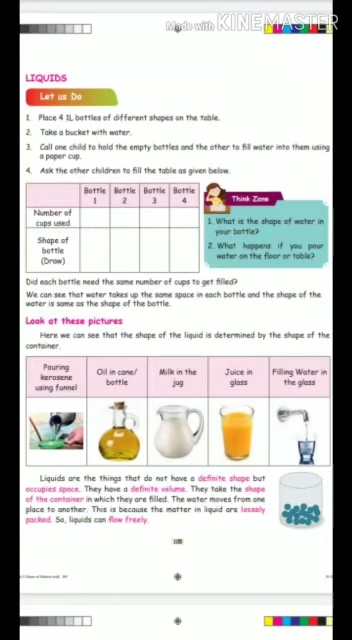 Made with KINEMASTER
LIQUIDS
Let us Do
1. Place 4 1L bottles of different shapes on the table.
2. Take a bucket with water.
3. Call one child to hold the empty bottles and the other to fill water into them using
a paper cup.
4. Ask the other children to fill the table as given below.
Bottle 1 Bottle 2 Bottle 3 Bottle 4
Number of
cups used
Shape of
bottle
(Draw)
Think Zone
1. What is the shape of water in
your bottle?
2. What happens if you pour
water on the floor or table?
Did each bottle need the same number of cups to get filled?
We can see that water takes up the same space in each bottle and the shape of the
water is same as the shape of the bottle.
Look at these pictures
Here we can see that the shape of the liquid is determined by the shape of the
container.
Pouring
kerosene
using funnel
Oil in cane/
bottle
Milk in the
jug
Juice in
glass
Filling Water in
the glass
Liquids are the things that do not have a definite shape but
occupies space. They have a definite volume. They take the shape
of the container in which they are filled. The water moves from one
place to another. This is because the matter in liquid are loosely
packed. So, liquids can flow freely.
105